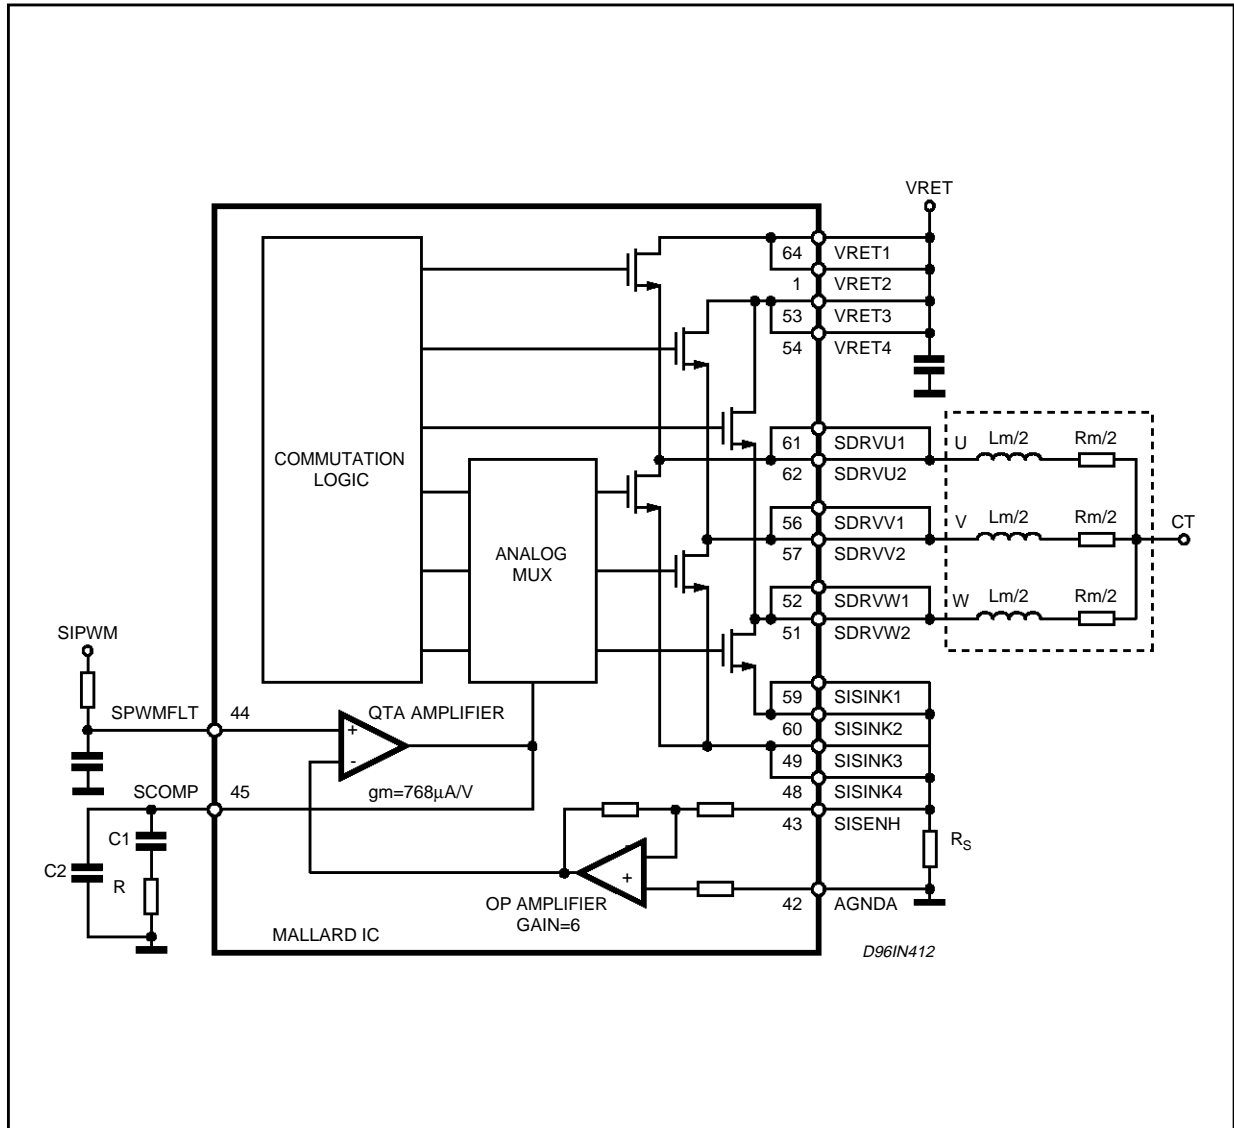 VRET
64 VRET1
1 VRET2
53 VRET3
54 VRET4
COMMUTATION
LOGIC
ANALOG
MUX
61 SDRVU1
62 SDRVU2
56 SDRVV1
57 SDRVV2
52 SDRVW1
51 SDRVW2
U Lm/2 Rm/2
V Lm/2 Rm/2
W Lm/2 Rm/2
CT
59 SISINK1
60 SISINK2
49 SISINK3
48 SISINK4
43 SISENH
RS
42 AGNDA
SIPWM
SPWMFLT 44
QTA AMPLIFIER
+
-
gm=768µA/V
SCOMP 45
C1
C2
R
-
+
OP AMPLIFIER
GAIN=6
MALLARD IC
D96IN412